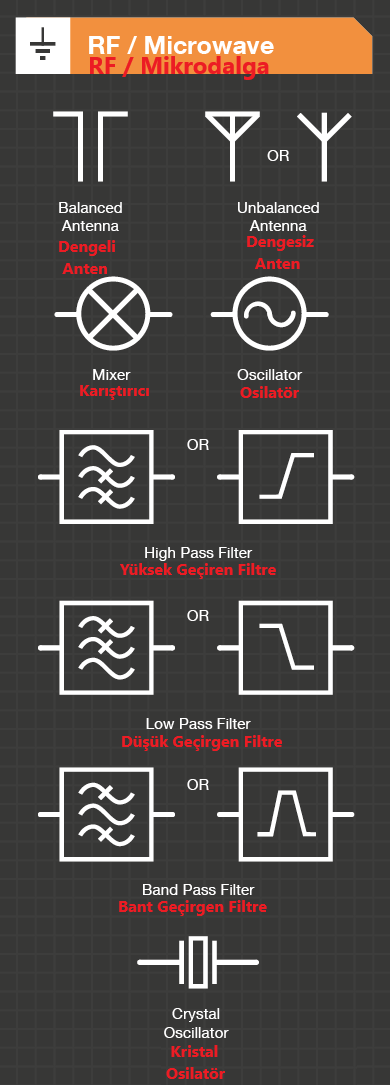 RF / Microwave
RF / Mikrodalga
OR
Balanced
Antenna
Dengeli
Anten
Unbalanced
Antenna
Dengesiz
Anten
Mixer
Karıştırıcı
Oscillator
Osilatör
OR
High Pass Filter
Yüksek Geçiren Filtre
OR
Low Pass Filter
Düşük Geçirgen Filtre
OR
Band Pass Filter
Bant Geçirgen Filtre
Crystal
Oscillator
Kristal
Osilatör